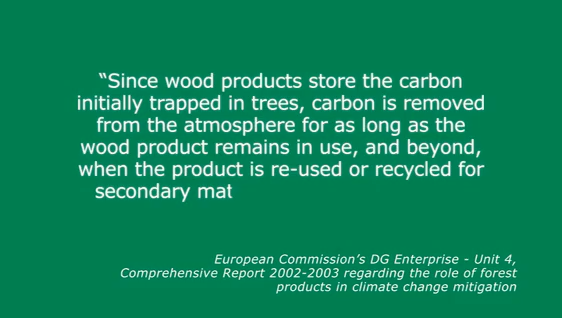 “Since wood products store the carbon
initially trapped in trees, carbon is removed
from the atmosphere for as long as the
wood product remains in use, and beyond,
when the product is re-used or recycled for
secondary mat
European Commission’s DG Enterprise - Unit 4,
Comprehensive Report 2002-2003 regarding the role of forest
products in climate change mitigation